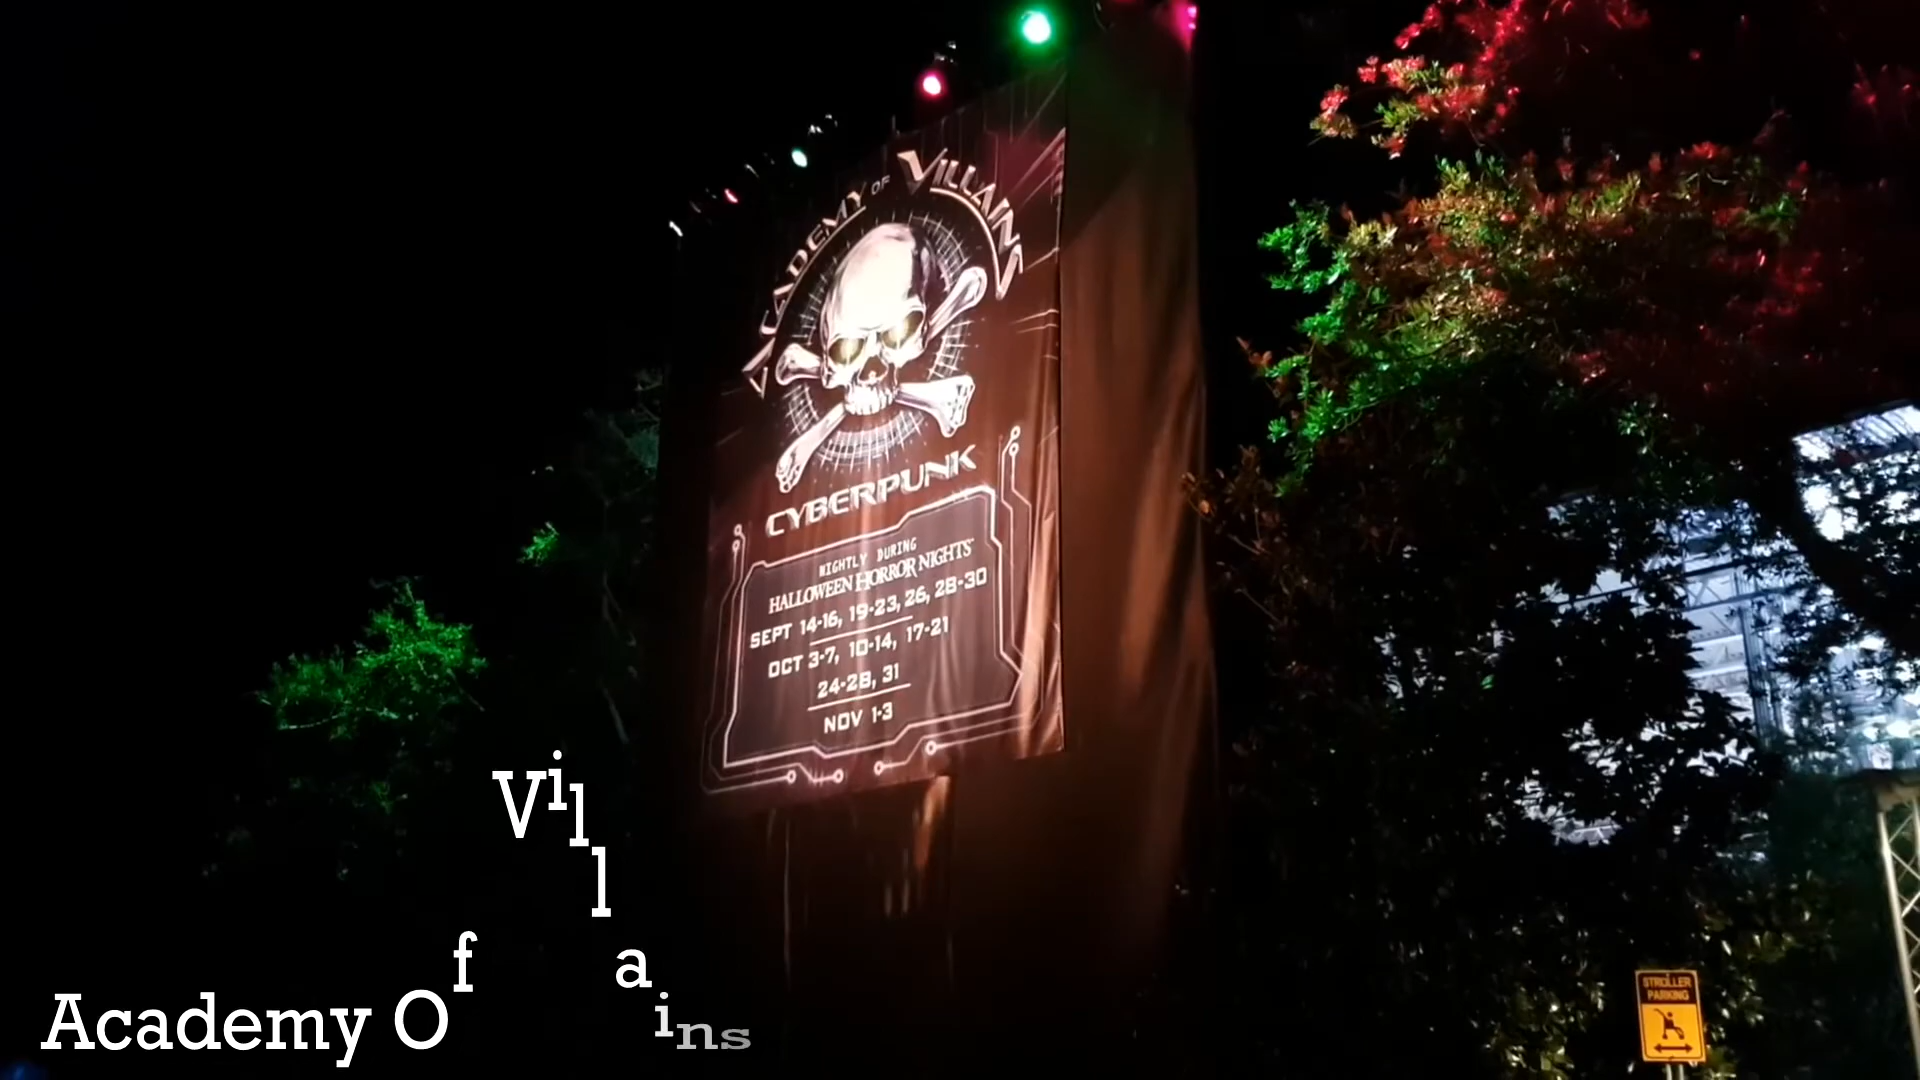 ACADEMY OF VILLAINS
CYBERPUNK
NIGHTLY DURING
HALLOWEEN HORROR NIGHTS
SEPT 14-16, 19-23, 26, 28-30
OCT 3-7, 10-14, 17-21
24-28, 31
NOV 1-3
Academy Of Villains
STROLLER
PARKING